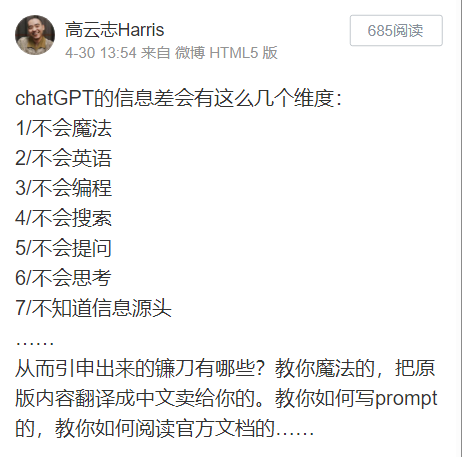 高云志Harris
685阅读
4-30 13:54 来自 微博 HTML5 版
chatGPT的信息差会有这么几个维度：
1/不会魔法
2/不会英语
3/不会编程
4/不会搜索
5/不会提问
6/不会思考
7/不知道信息源头
……
从而引申出来的镰刀有哪些？教你魔法的，把原
版内容翻译成中文卖给你的。教你如何写prompt
的，教你如何阅读官方文档的……